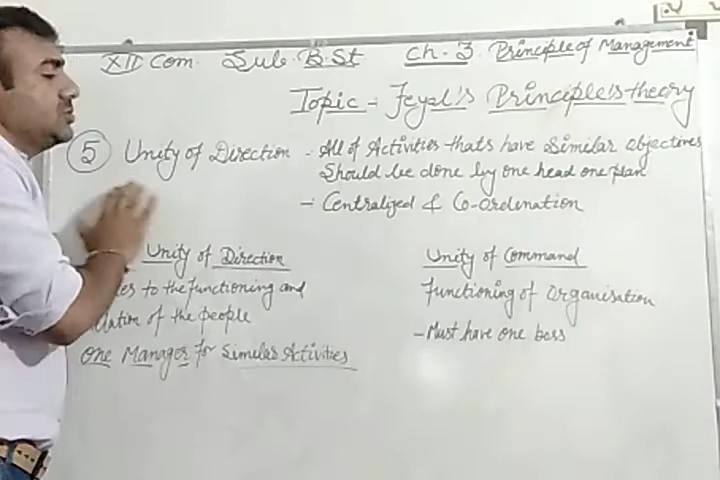 XII Com. Sub. B.St Ch. 3. Principle of Management
Topic = Feyol's Principle's theory
5 Unity of Direction - All of Activities that's have Similar objectives
Should be done by one head one plan
- Centralized & Co-ordination
Unity of Direction Unity of Command
to the functioning and Functioning of Organisation
of the people - Must have one boss
One Manager For Similar Activities